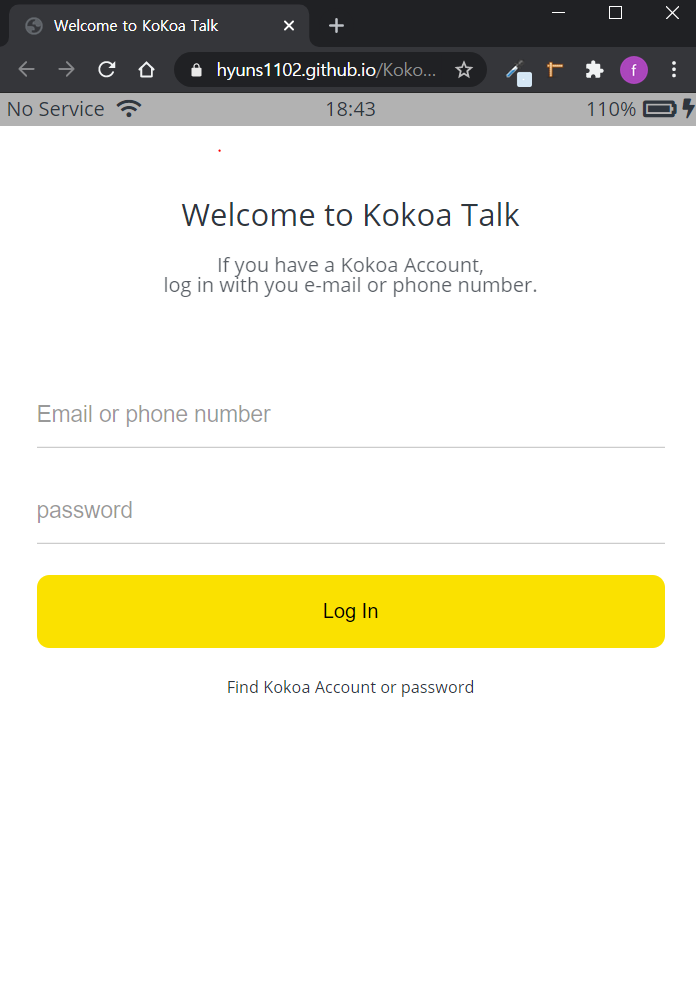 Welcome to KoKoa Talk
hyuns1102.github.io/Koko...
f
No Service 18:43 110%
Welcome to Kokoa Talk
If you have a Kokoa Account,
log in with you e-mail or phone number.
Email or phone number
password
Log In
Find Kokoa Account or password